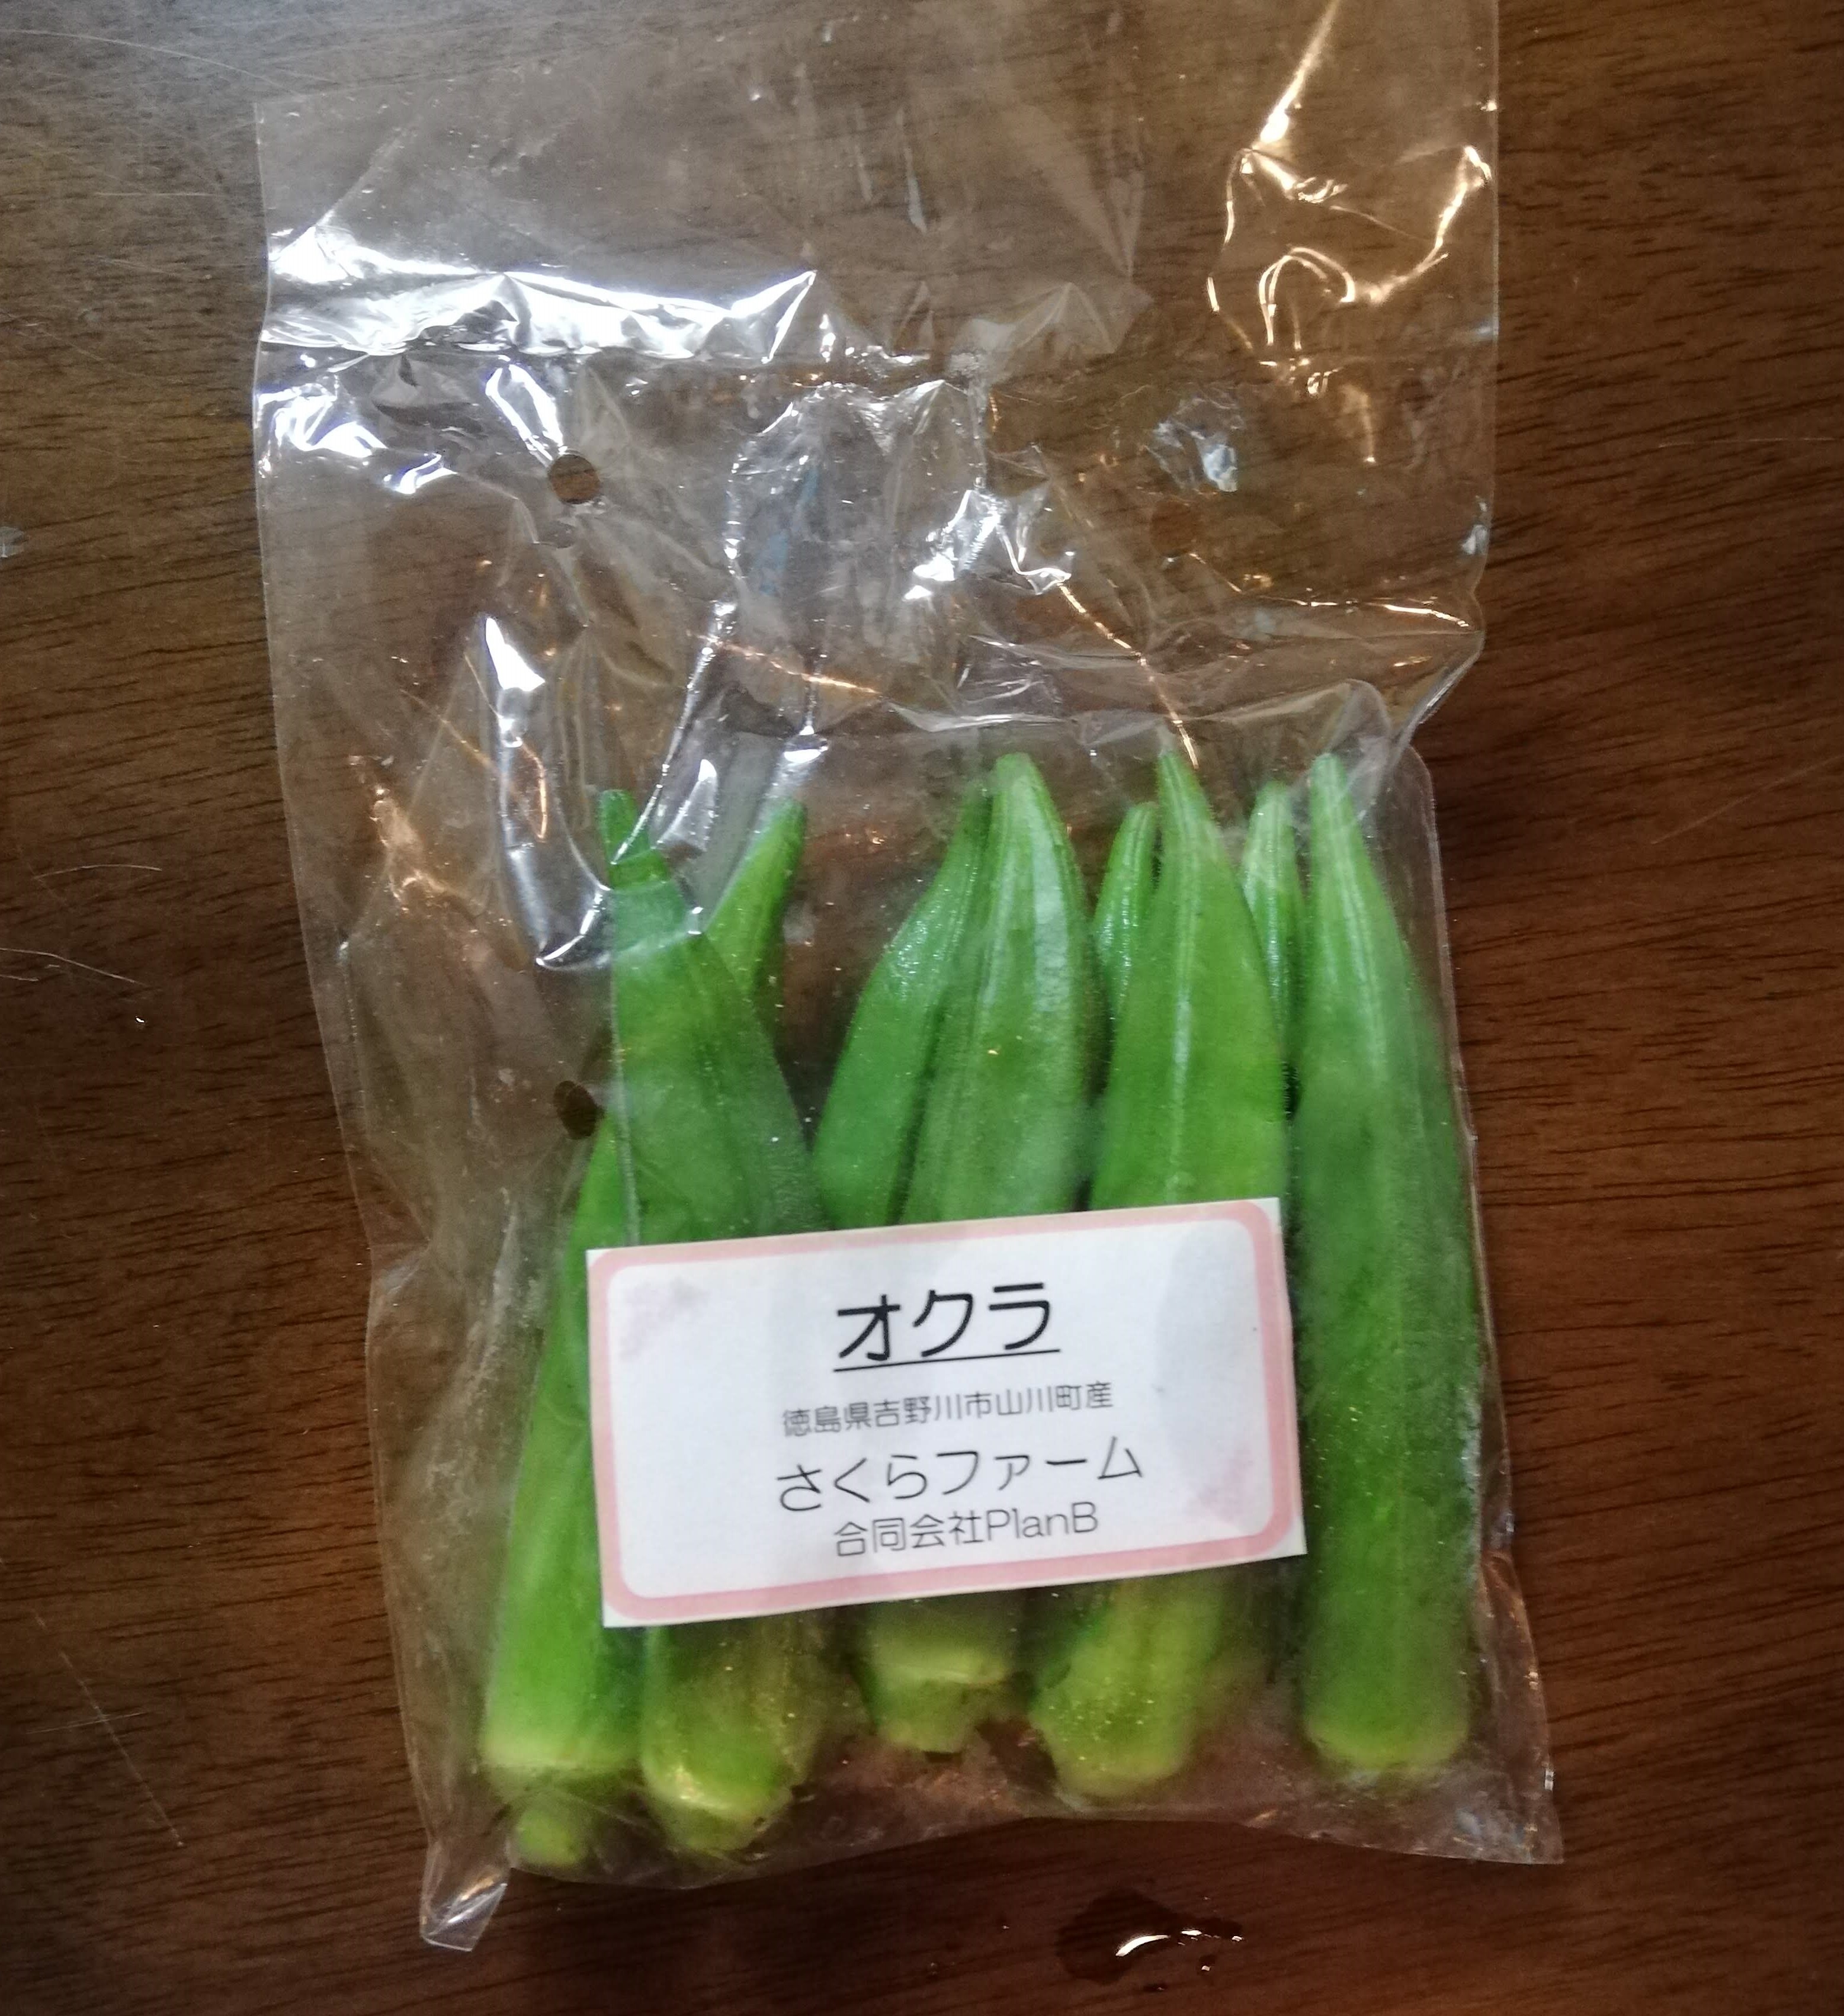 オクラ
徳島県吉野川市山川町産
さくらファーム
合同会社PlanB